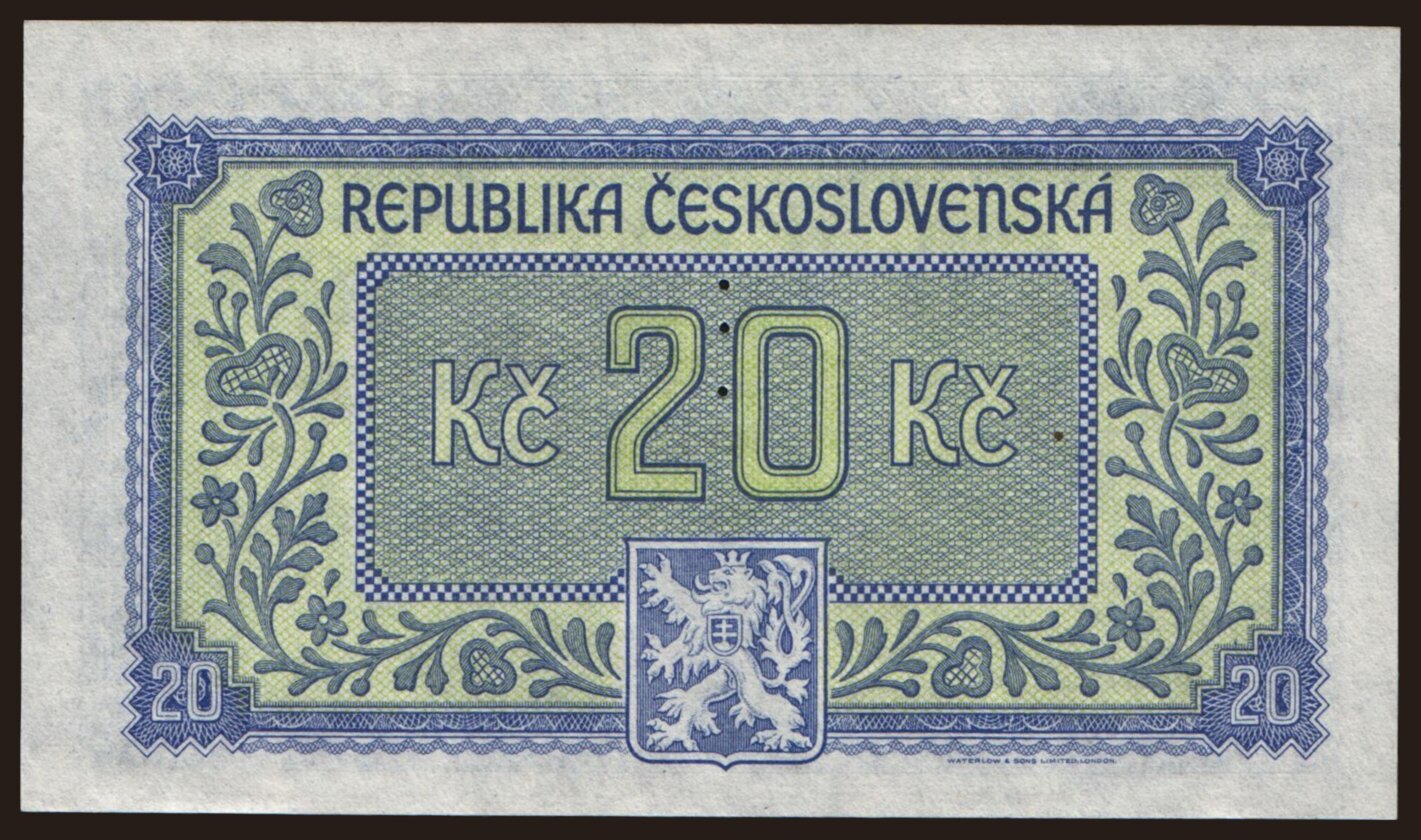 REPUBLIKA ČESKOSLOVENSKÁ
Kč 20 Kč
20
20
WATERLOW & SONS LIMITED, LONDON.